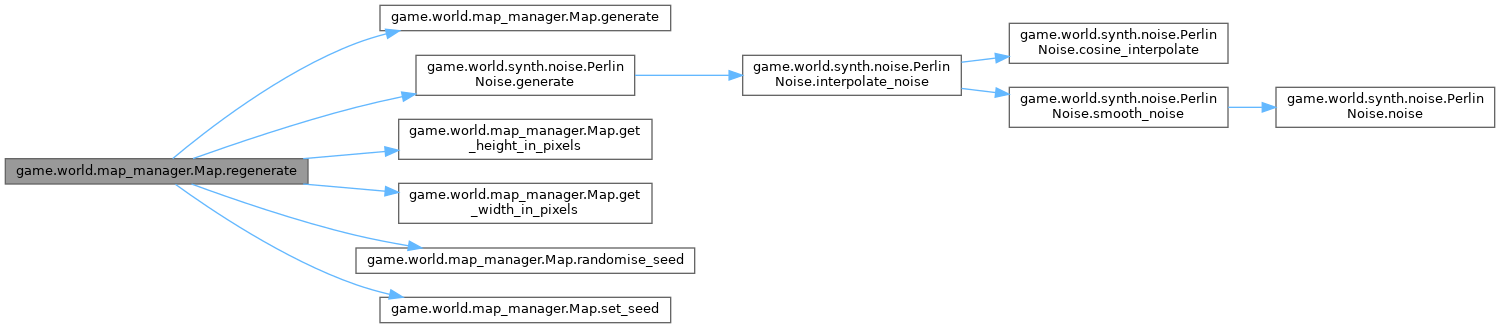 game.world.map_manager.Map.regenerate
game.world.map_manager.Map.generate
game.world.synth.noise.Perlin
Noise.generate
game.world.synth.noise.Perlin
Noise.interpolate_noise
game.world.synth.noise.Perlin
Noise.cosine_interpolate
game.world.synth.noise.Perlin
Noise.smooth_noise
game.world.synth.noise.Perlin
Noise.noise
game.world.map_manager.Map.get
_height_in_pixels
game.world.map_manager.Map.get
_width_in_pixels
game.world.map_manager.Map.randomise_seed
game.world.map_manager.Map.set_seed